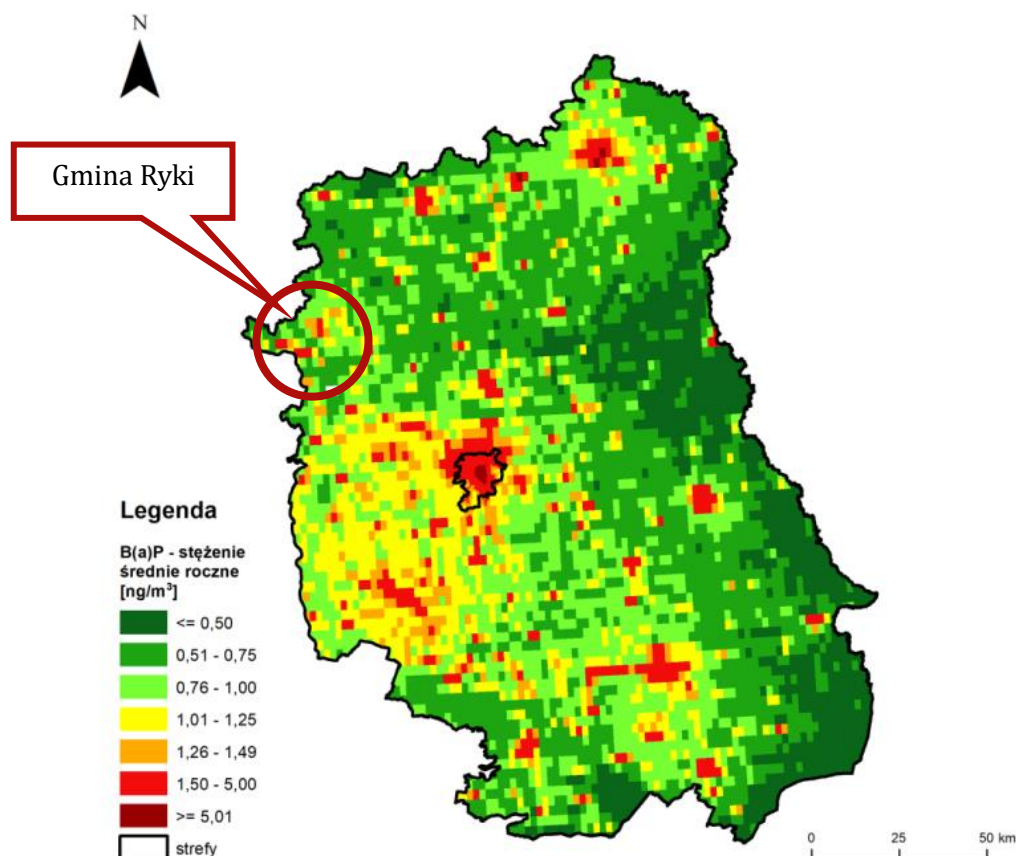 N
Gmina Ryki
Legenda
B(a)P - stężenie
średnie roczne
[ng/m³]
<= 0,50
0,51 - 0,75
0,76 - 1,00
1,01 - 1,25
1,26 - 1,49
1,50 - 5,00
>= 5,01
strefy
0 25 50 km